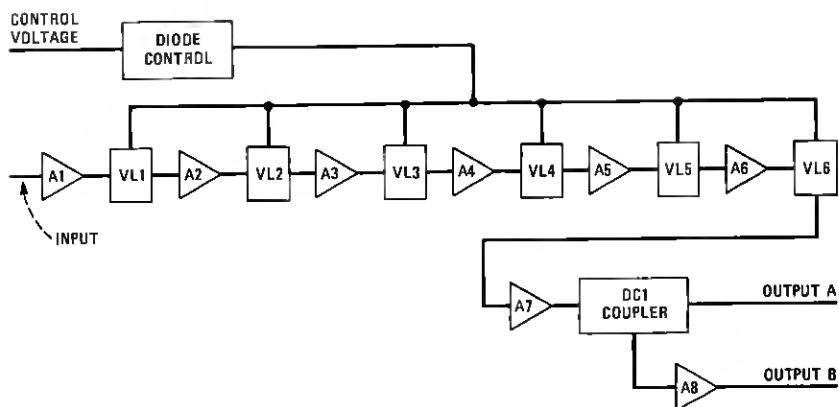 CONTROL
VOLTAGE
DIODE
CONTROL
A1
VL1
A2
VL2
A3
VL3
A4
VL4
A5
VL5
A6
VL6
INPUT
A7
DC1
COUPLER
OUTPUT A
A8
OUTPUT B